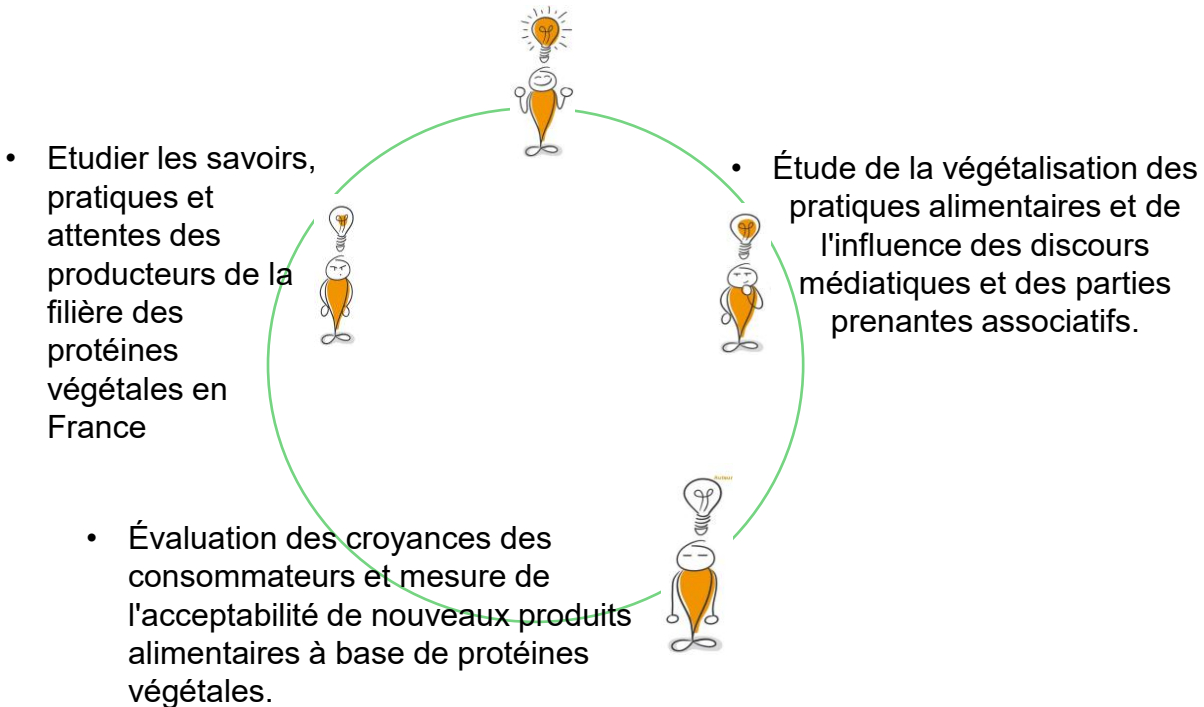 • Etudier les savoirs,
pratiques et
attentes des
producteurs de la
filière des
protéines
végétales en
France
• Étude de la végétalisation des
pratiques alimentaires et de
l'influence des discours
médiatiques et des parties
prenantes associatifs.
• Évaluation des croyances des
consommateurs et mesure de
l'acceptabilité de nouveaux produits
alimentaires à base de protéines
végétales.